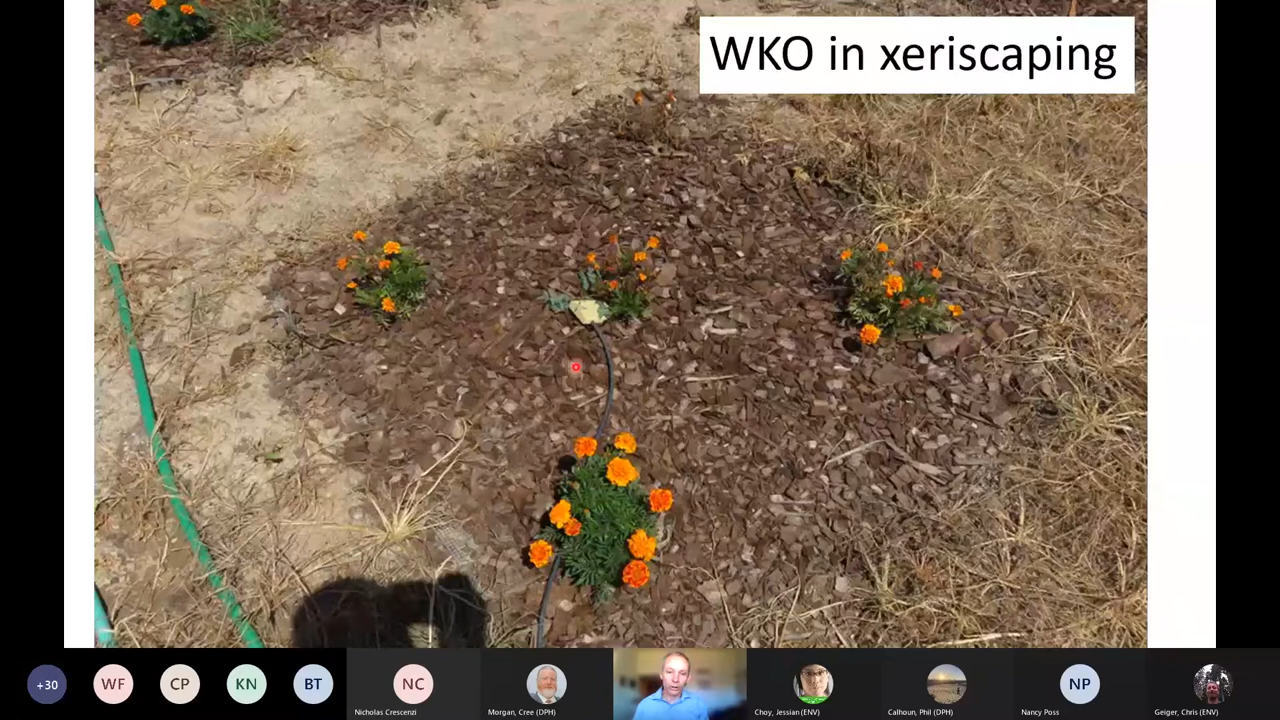 WKO in xeriscaping
+30
WF
CP
KN
BT
NC
NP
Nicholas Crescenzi
Morgan, Cree (DPH)
Choy, Jessian (ENV)
Calhoun, Phil (DPH)
Nancy Poss
Geiger, Chris (ENV)